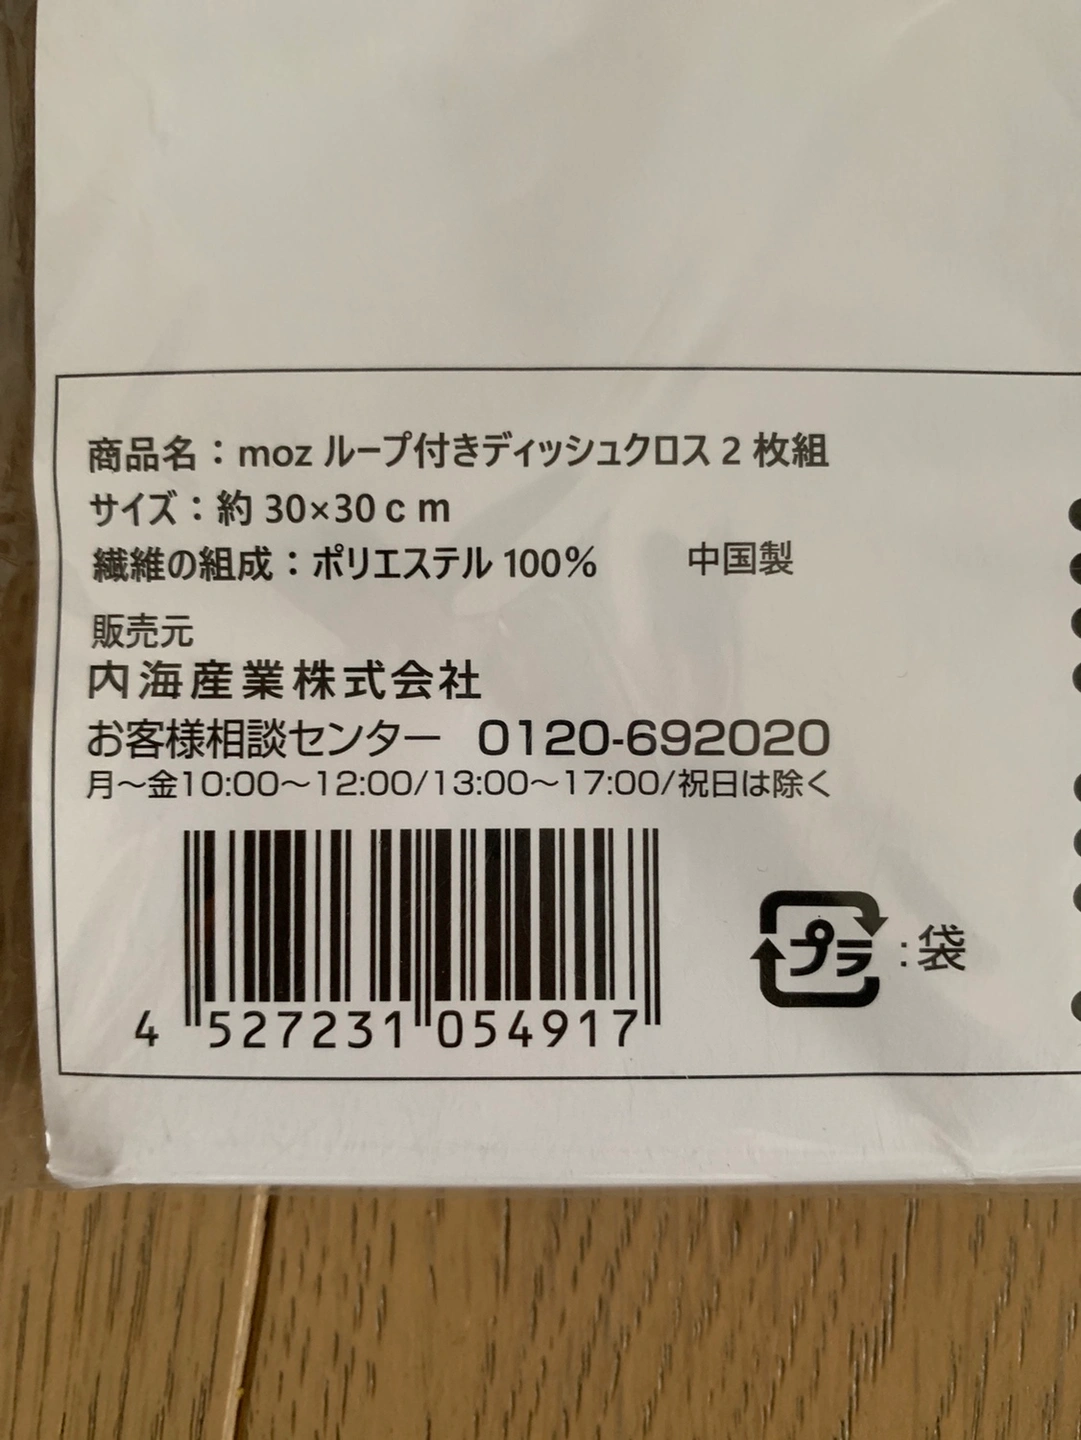 商品名：moz ループ付きディッシュクロス 2 枚組
サイズ：約 30×30ｃｍ
繊維の組成：ポリエステル 100% 中国製
販売元
内海産業株式会社
お客様相談センター 0120-692020
月～金10:00～12:00/13:00～17:00/祝日は除く
4 527231 054917
プラ :袋